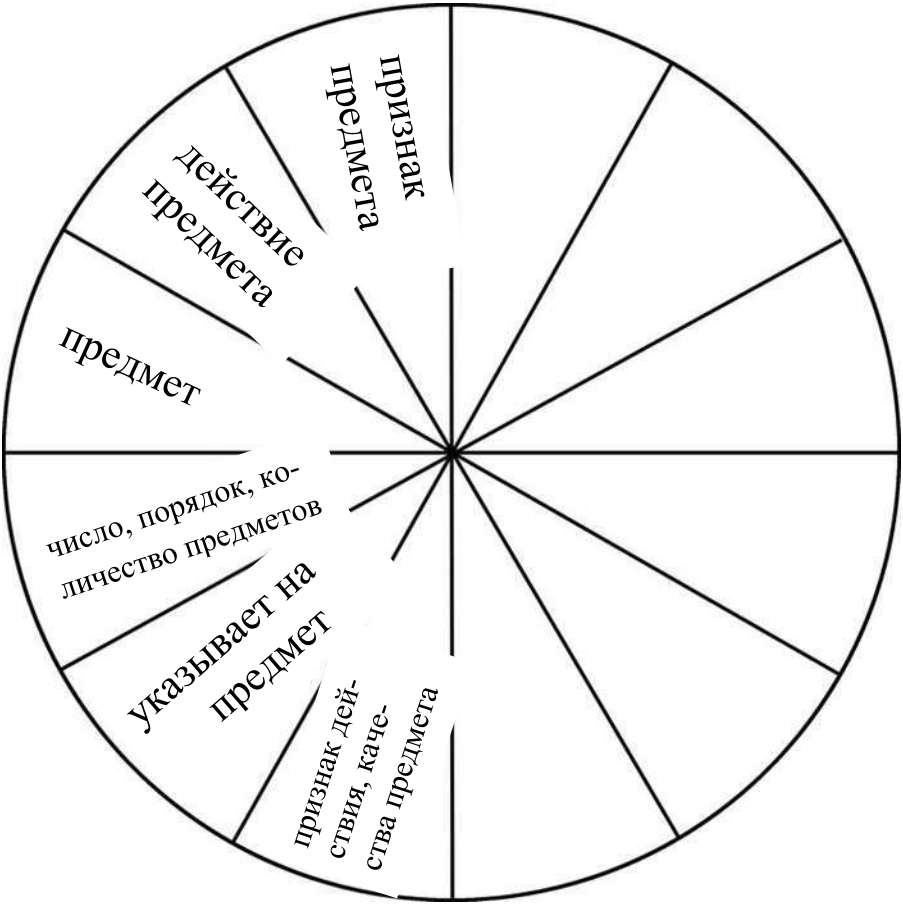 признак
предмета
действие
предмета
предмет
число, порядок, ко-
личество предметов
указывает на
предмет
признак дей-
ствия, каче-
ства предмета